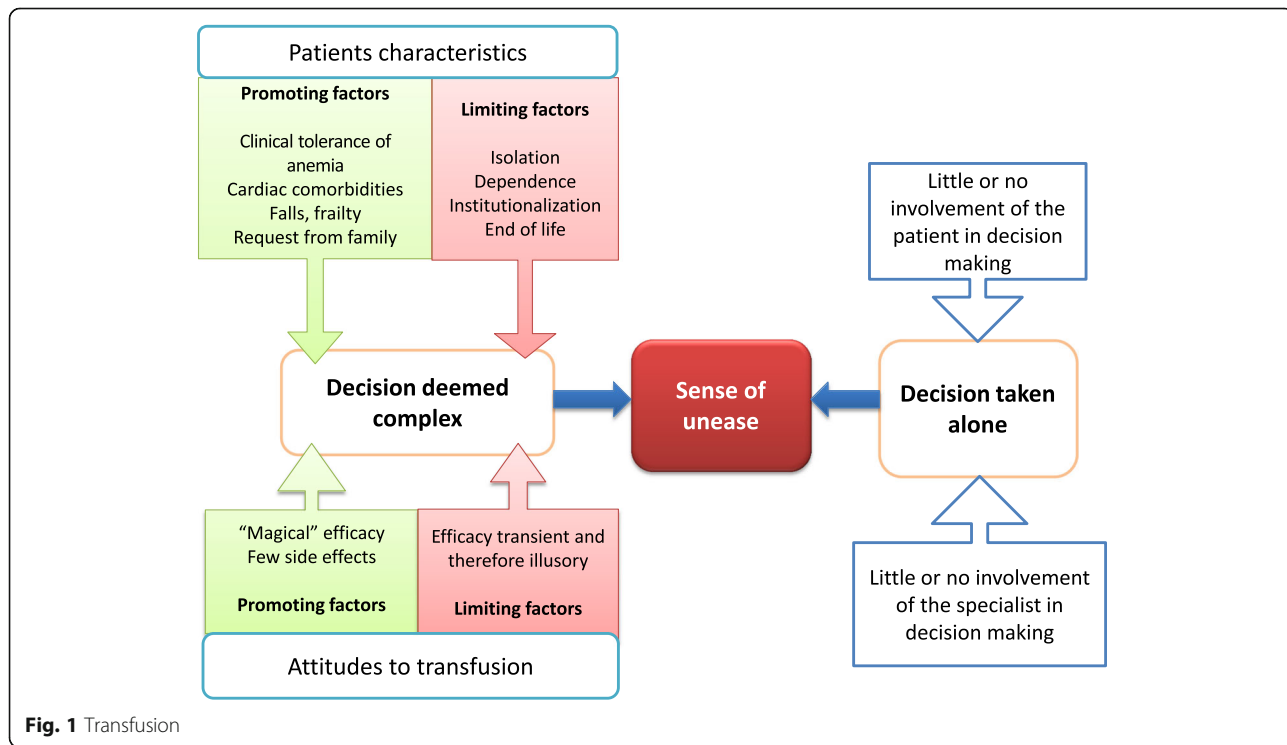 Patients characteristics
Promoting factors
Clinical tolerance of
anemia
Cardiac comorbidities
Falls, frailty
Request from family
Limiting factors
Isolation
Dependence
Institutionalization
End of life
Little or no
involvement of the
patient in decision
making
Decision deemed
complex
Sense of
unease
Decision taken
alone
“Magical” efficacy
Few side effects
Promoting factors
Efficacy transient and
therefore illusory
Limiting factors
Attitudes to transfusion
Little or no involvement
of the specialist in
decision making
Fig. 1 Transfusion